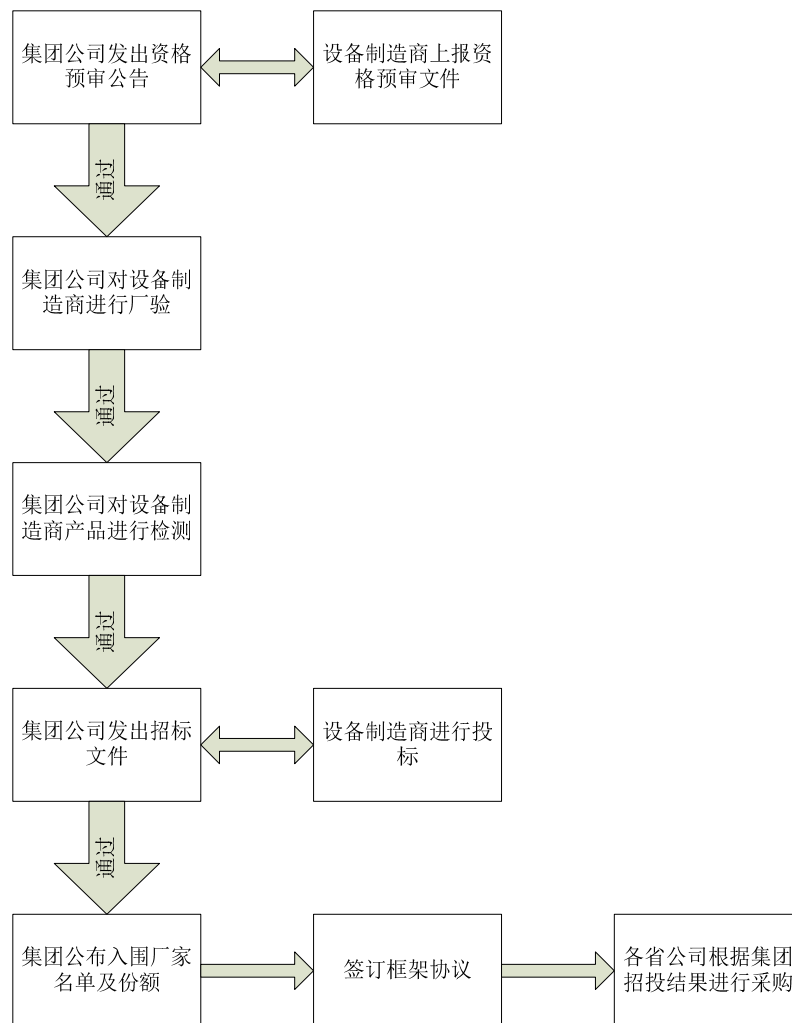 集团公司发出资格
预审公告
设备制造商上报资
格预审文件
通过
集团公司对设备制
造商进行厂验
通过
集团公司对设备制
造商产品进行检测
通过
集团公司发出招标
文件
设备制造商进行投
标
通过
集团公布入围厂家
名单及份额
签订框架协议
各省公司根据集团
招投结果进行采购